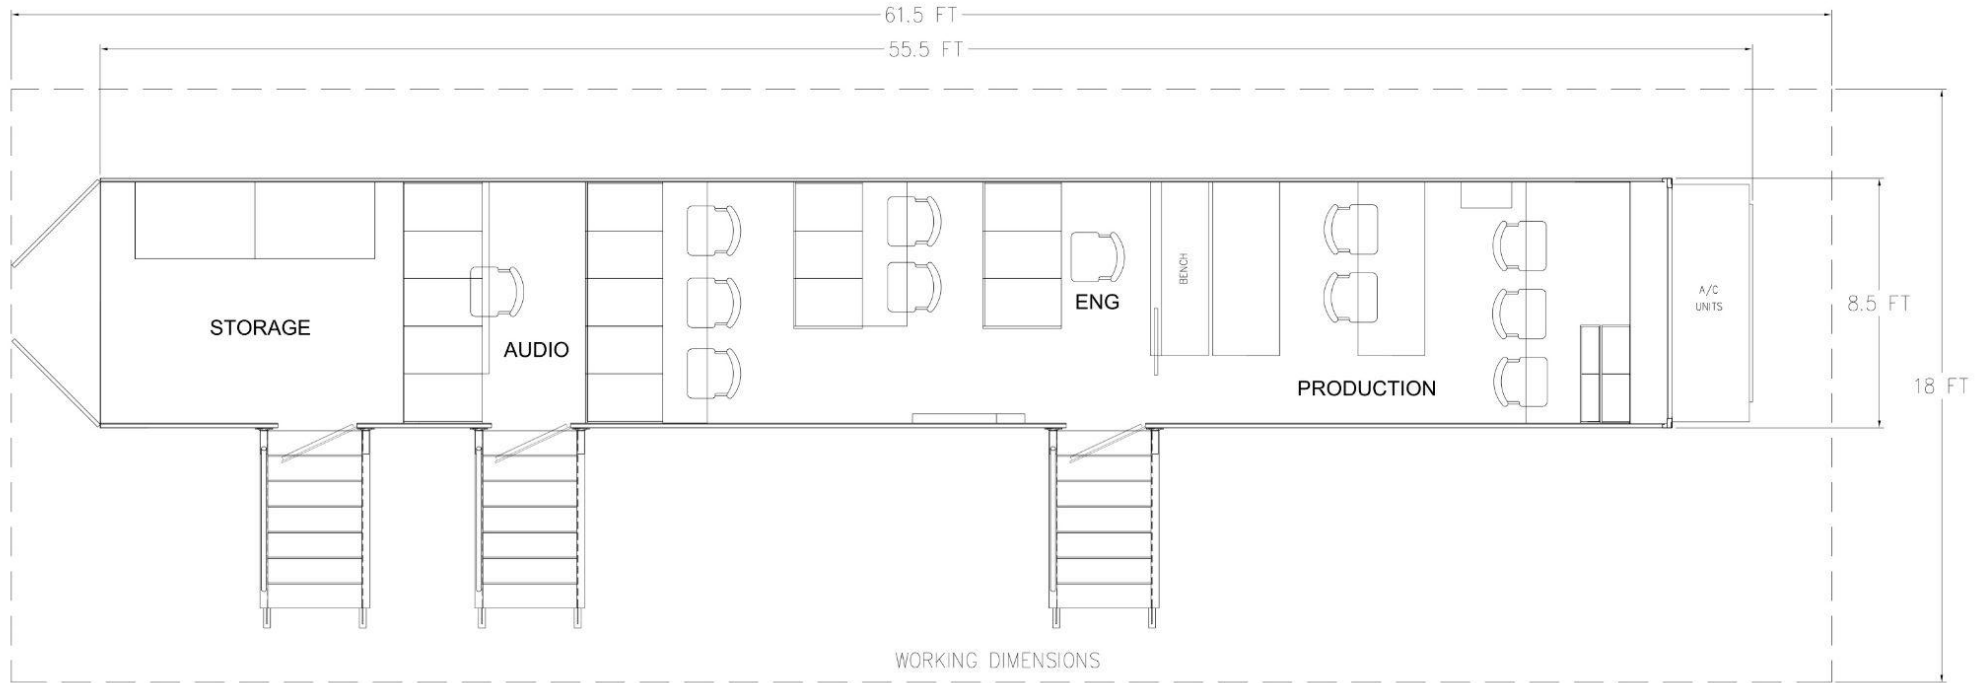 61.5 FT
55.5 FT
STORAGE
AUDIO
ENG
BENCH
PRODUCTION
A/C
UNITS
8.5 FT
18 FT
WORKING DIMENSIONS